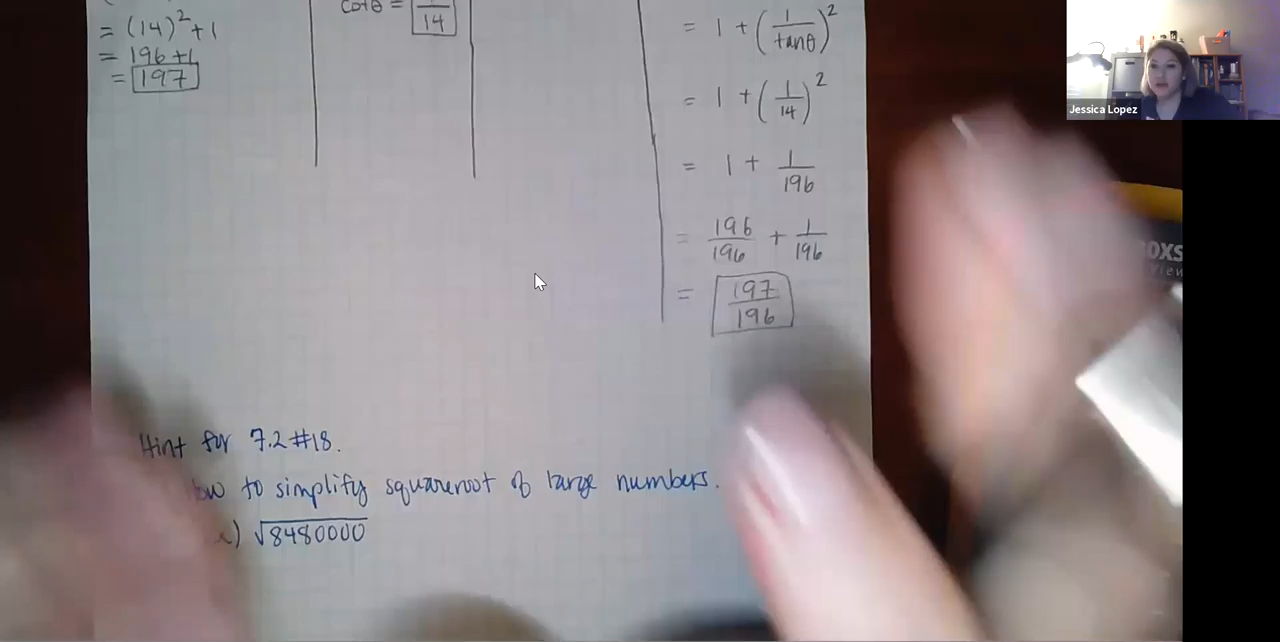 = (14)² + 1
= 196 + 1
= 197
cotθ = 1/14
= 1 + (1/tanθ)²
= 1 + (1/14)²
= 1 + 1/196
= 196/196 + 1/196
= 197/196
Hint for 7.2 #18.
to simplify squareroot of large numbers.
√8480000
Jessica Lopez